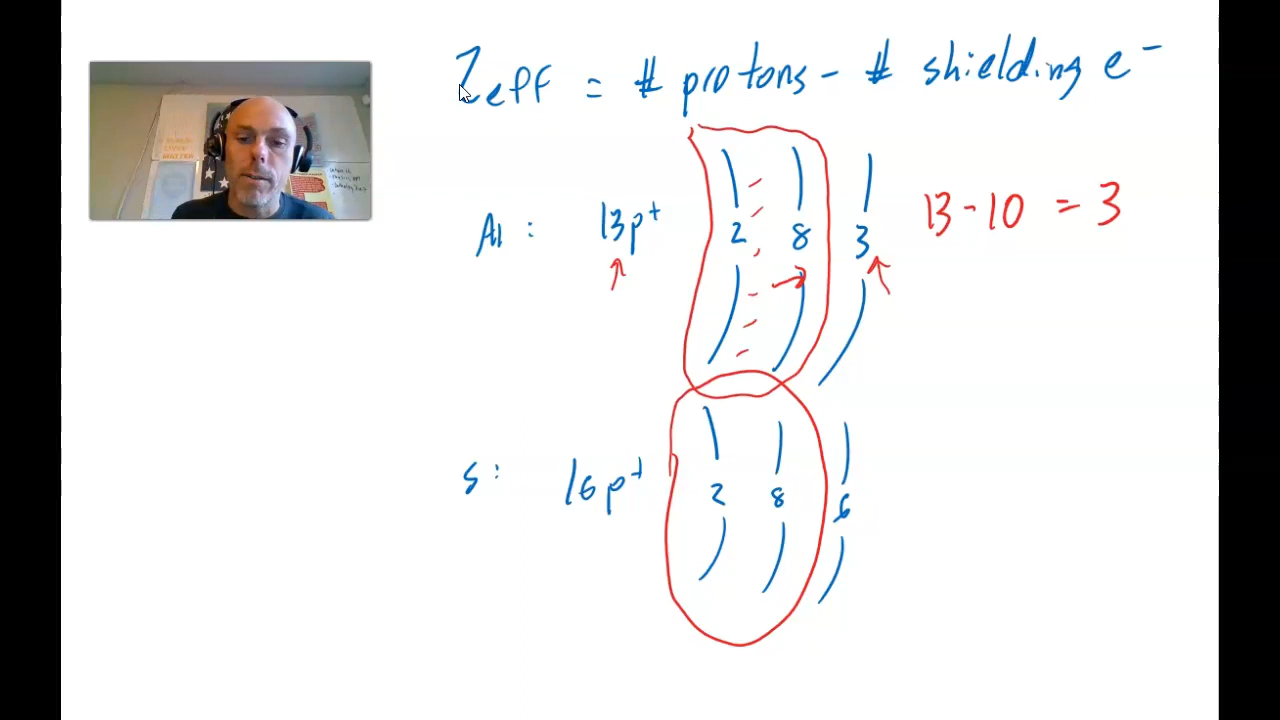 Zeff = # protons - # shielding e⁻
Al : 13p⁺ 2 8 3 13 - 10 = 3
S : 16p⁺ 2 8 6